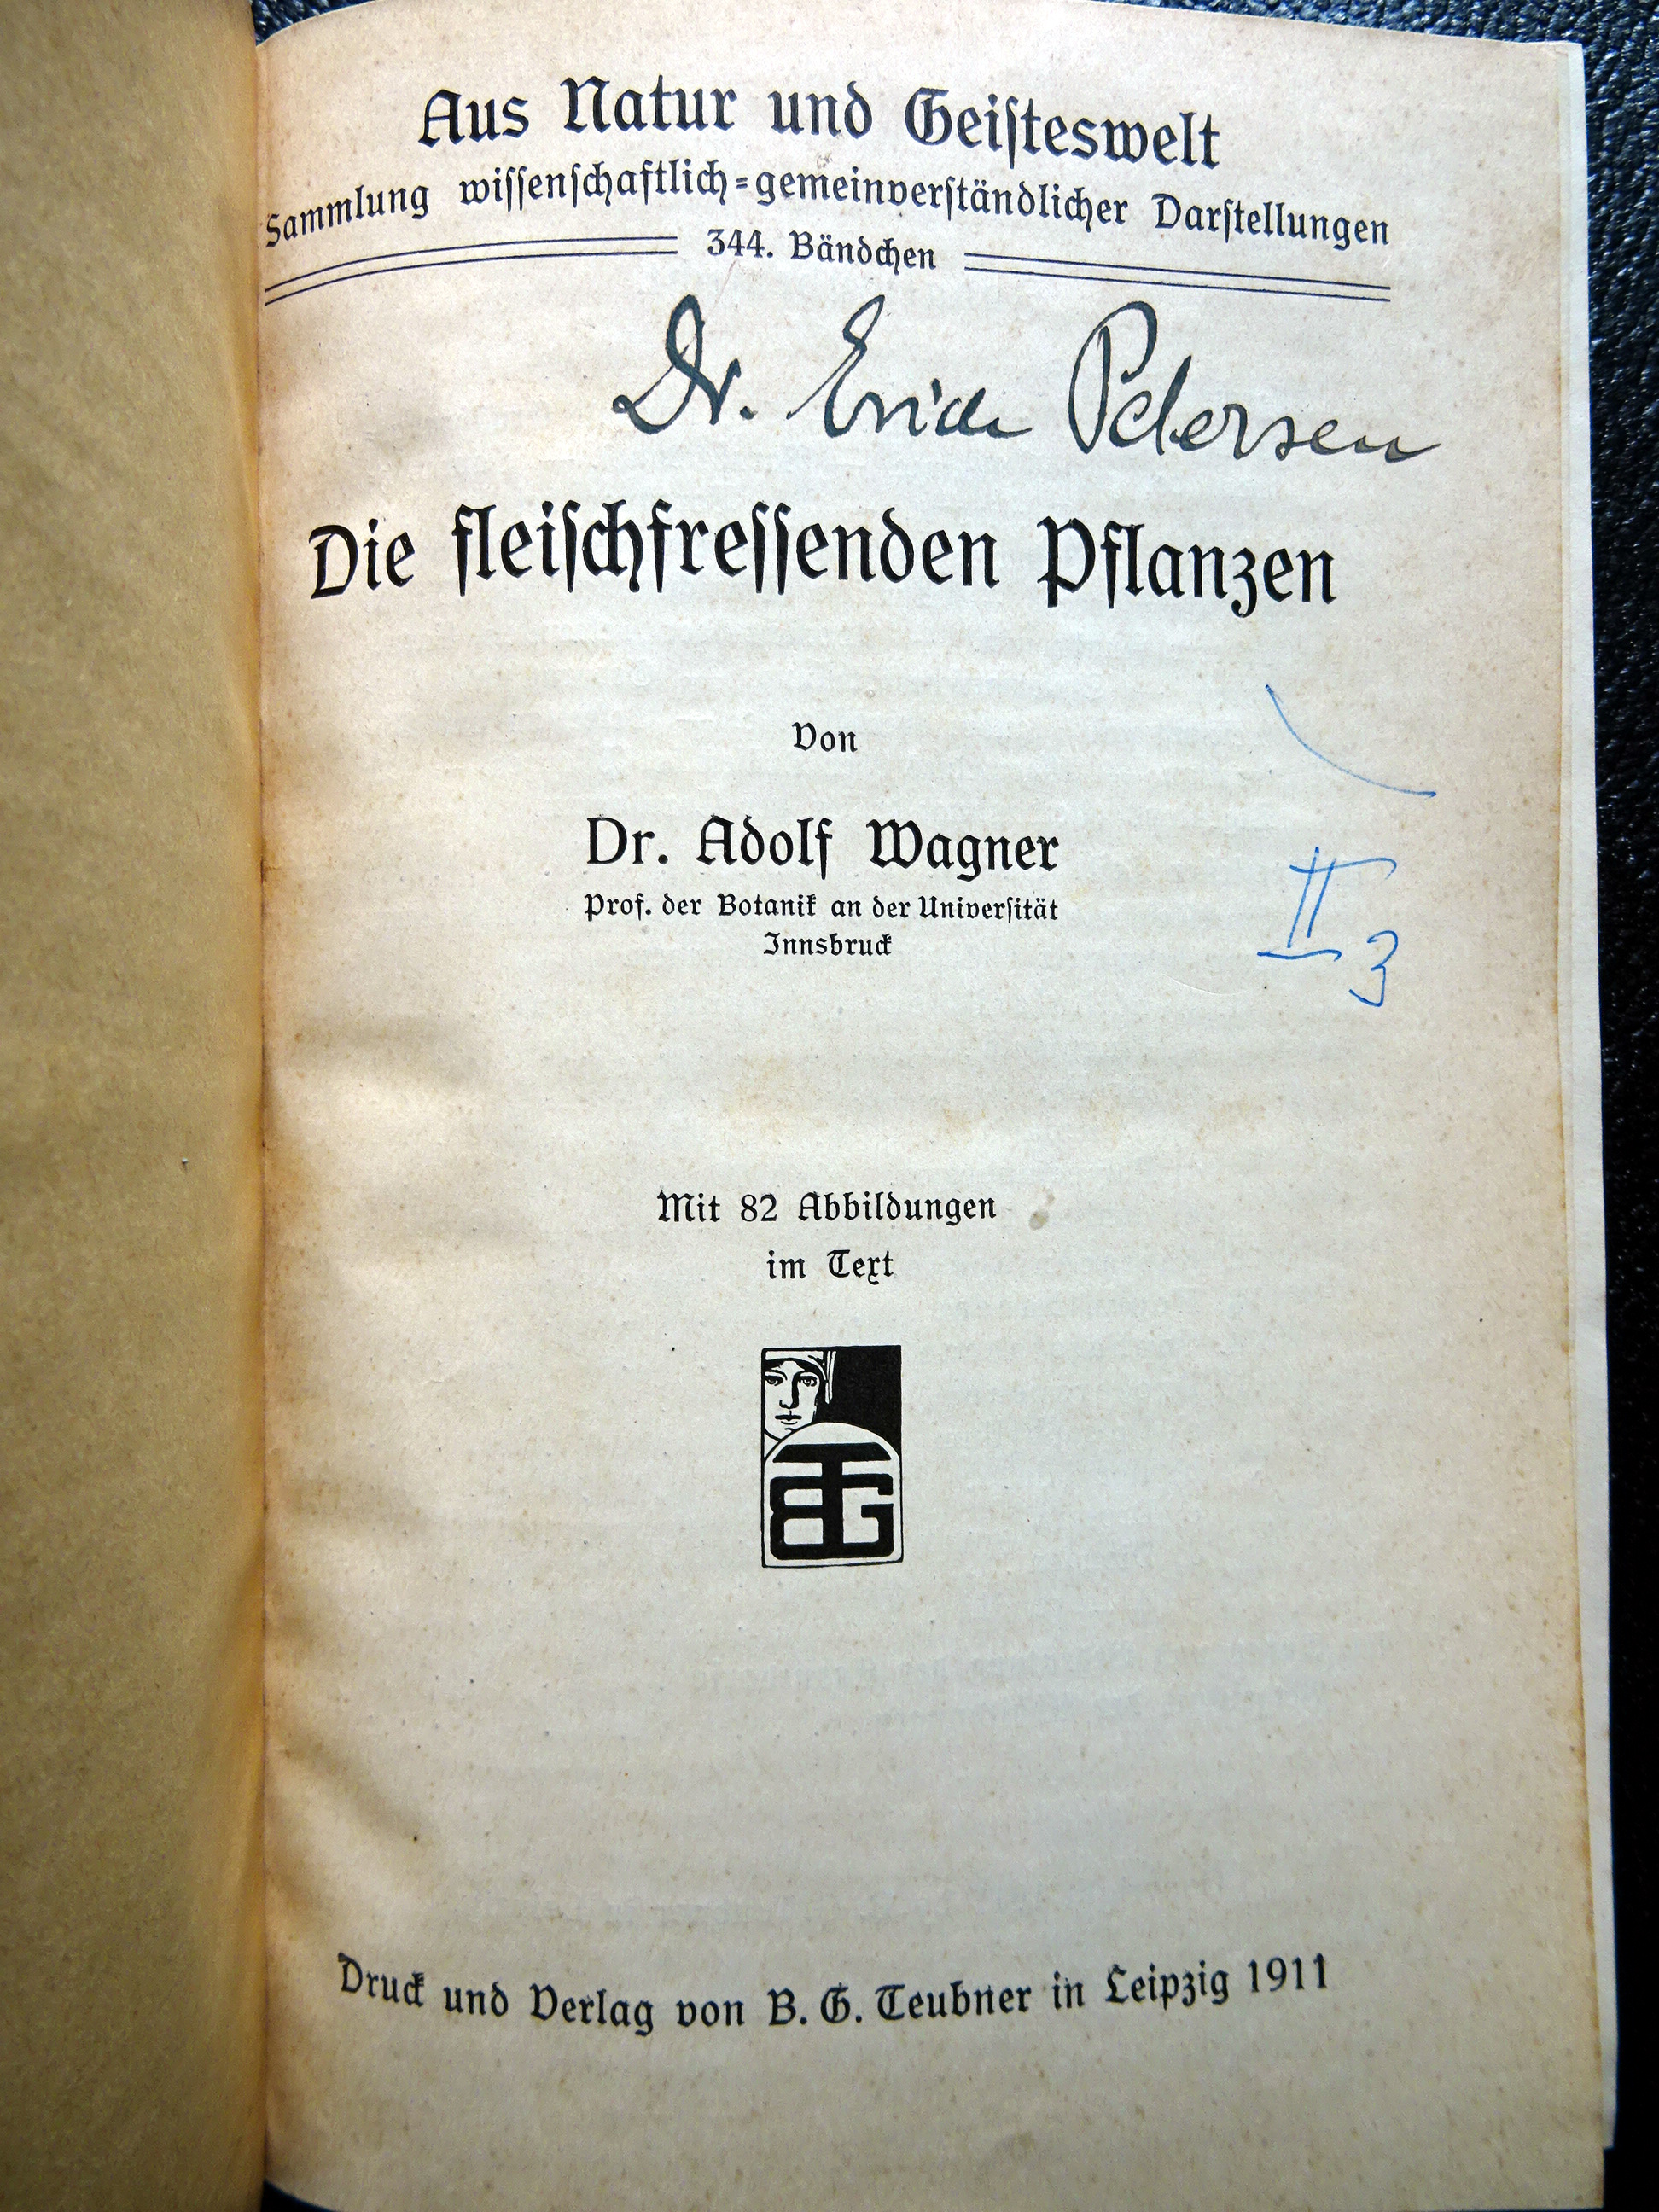 Aus Natur und Geiſteswelt
Sammlung wiſſenſchaftlich=gemeinverſtändlicher Darſtellungen
344. Bändchen
Dr. Erich Petersen
Die fleiſchfreſſenden Pflanzen
Von
Dr. Adolf Wagner
Prof. der Botanik an der Univerſität
Innsbruck
II
3
Mit 82 Abbildungen
im Text
BTG
Druck und Verlag von B. G. Teubner in Leipzig 1911